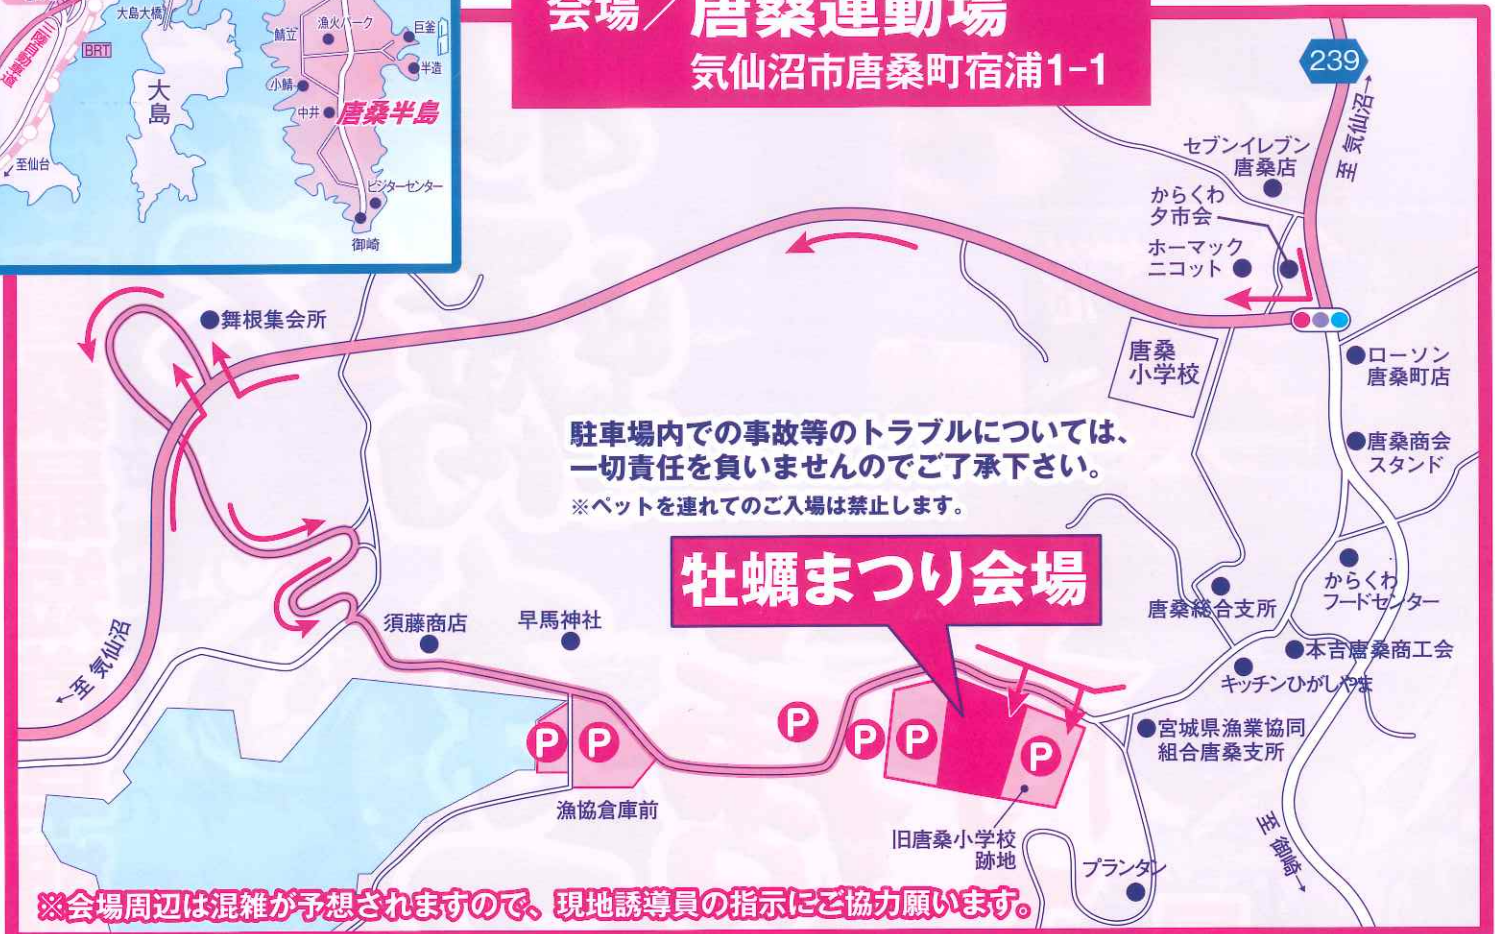 大島大橋
三陸自動車道
BRT
大島
至仙台
鮪立
漁火パーク
巨釜
半造
小鯖
中井
唐桑半島
ビジターセンター
御崎
会場／唐桑運動場
気仙沼市唐桑町宿浦1-1
239
至 気仙沼
セブンイレブン
唐桑店
からくわ
夕市会
ホーマック
ニコット
舞根集会所
唐桑
小学校
ローソン
唐桑町店
唐桑商会
スタンド
駐車場内での事故等のトラブルについては、
一切責任を負いませんのでご了承下さい。
※ペットを連れてのご入場は禁止します。
牡蠣まつり会場
からくわ
フードセンター
唐桑総合支所
須藤商店
早馬神社
至 気仙沼
本吉唐桑商工会
キッチンひがしやま
宮城県漁業協同
組合唐桑支所
P
P
P
P
P
P
漁協倉庫前
旧唐桑小学校
跡地
プランタン
至 御崎
※会場周辺は混雑が予想されますので、現地誘導員の指示にご協力願います。